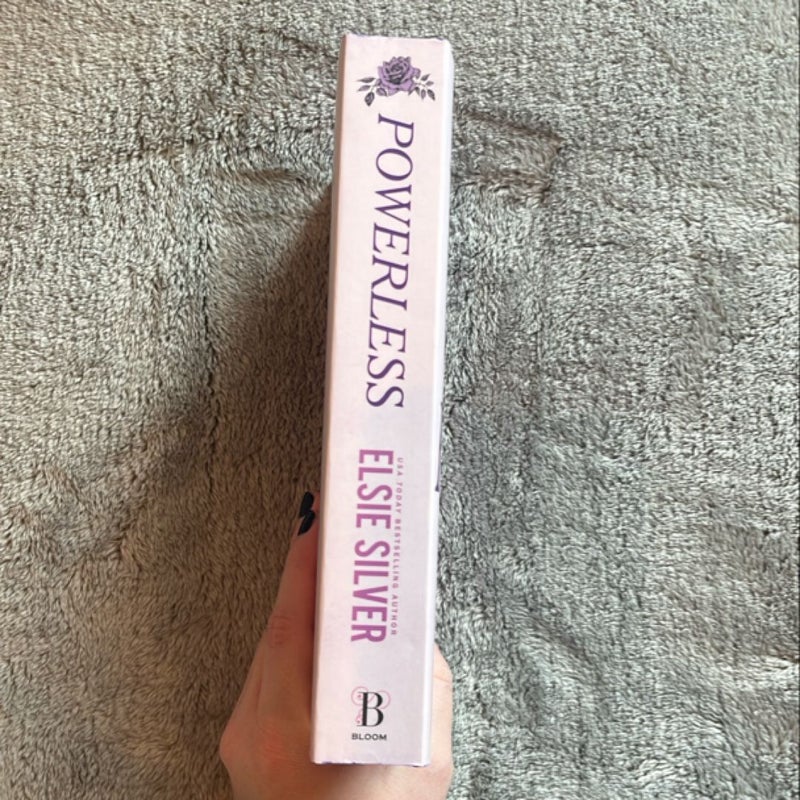 POWERLESS
USA TODAY BESTSELLING AUTHOR
ELSIE SILVER
B
BLOOM